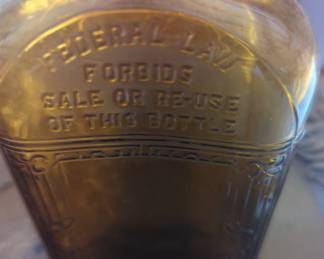 FEDERAL LAW
FORBIDS
SALE OR RE-USE
OF THIS BOTTLE